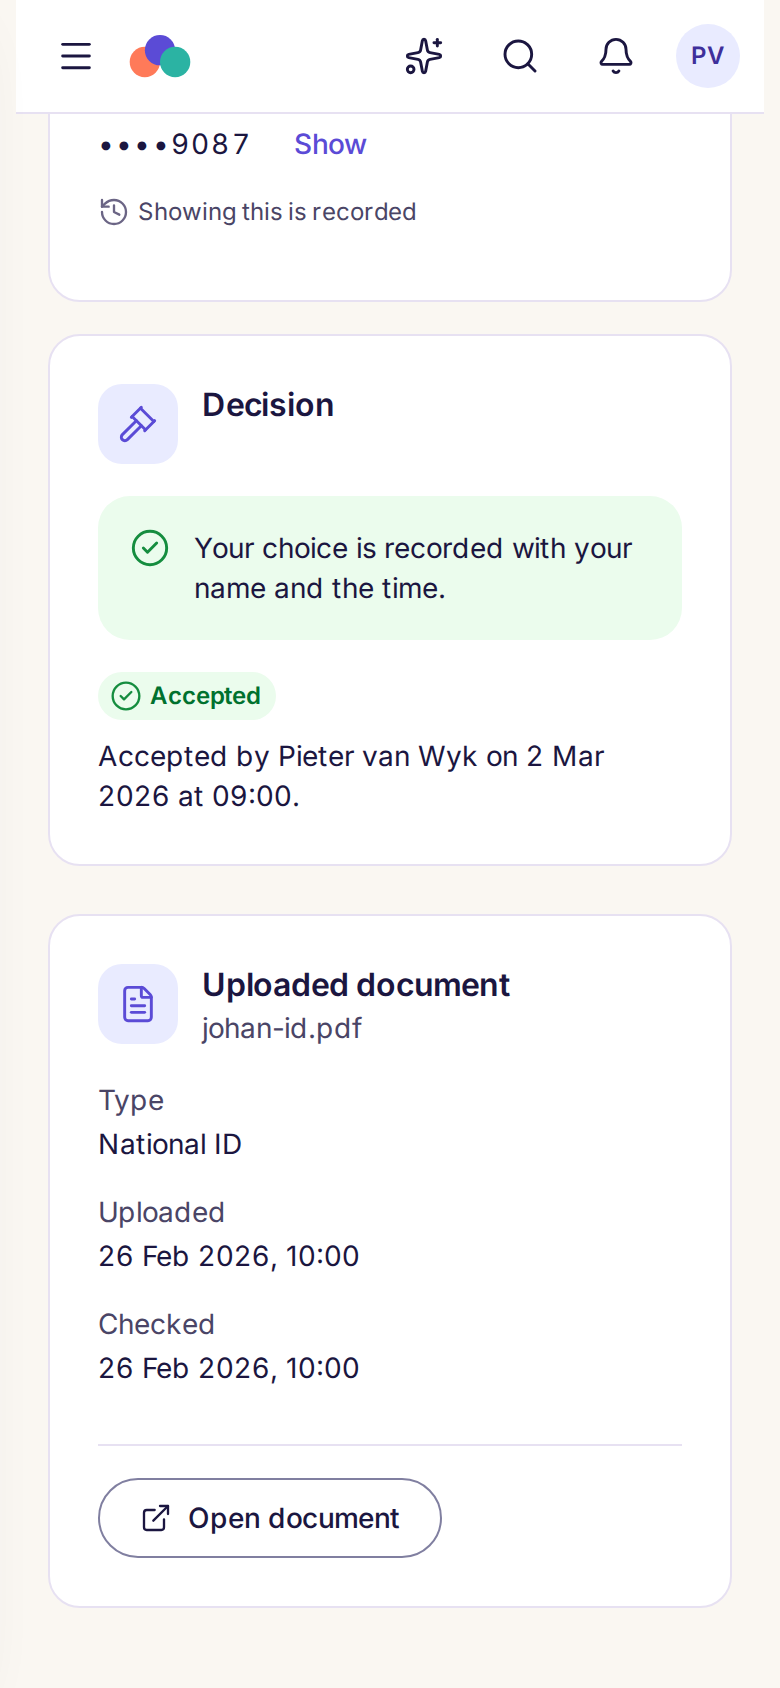 PV
••••9087 Show
Showing this is recorded
Decision
Your choice is recorded with your
name and the time.
Accepted
Accepted by Pieter van Wyk on 2 Mar
2026 at 09:00.
Uploaded document
johan-id.pdf
Type
National ID
Uploaded
26 Feb 2026, 10:00
Checked
26 Feb 2026, 10:00
Open document